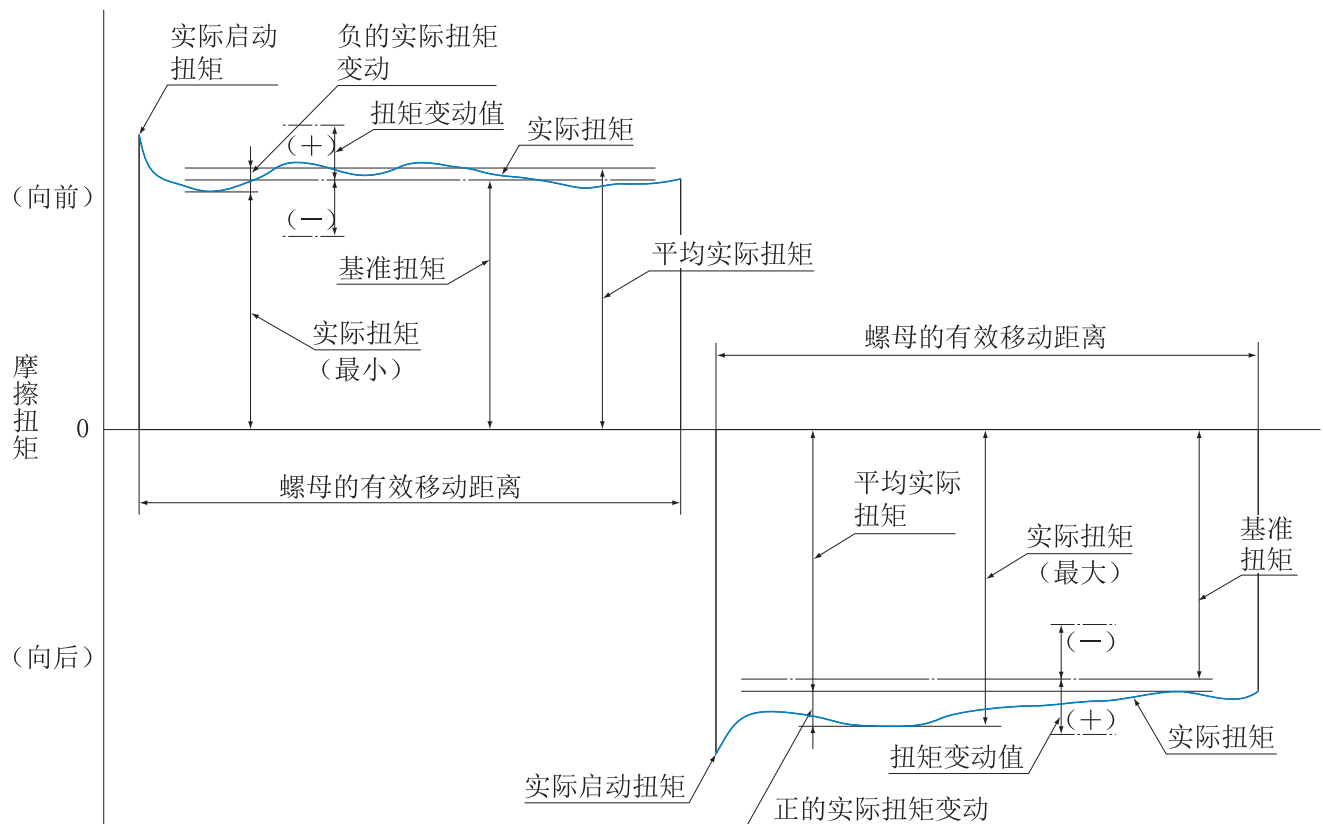 实际启动
扭矩
负的实际扭矩
变动
扭矩变动值
(+)
实际扭矩
(向前)
(—)
基准扭矩
平均实际扭矩
实际扭矩
(最小)
螺母的有效移动距离
摩擦扭矩
0
螺母的有效移动距离
平均实际
扭矩
实际扭矩
(最大)
基准
扭矩
(向后)
(—)
(+)
实际扭矩
扭矩变动值
实际启动扭矩
正的实际扭矩变动